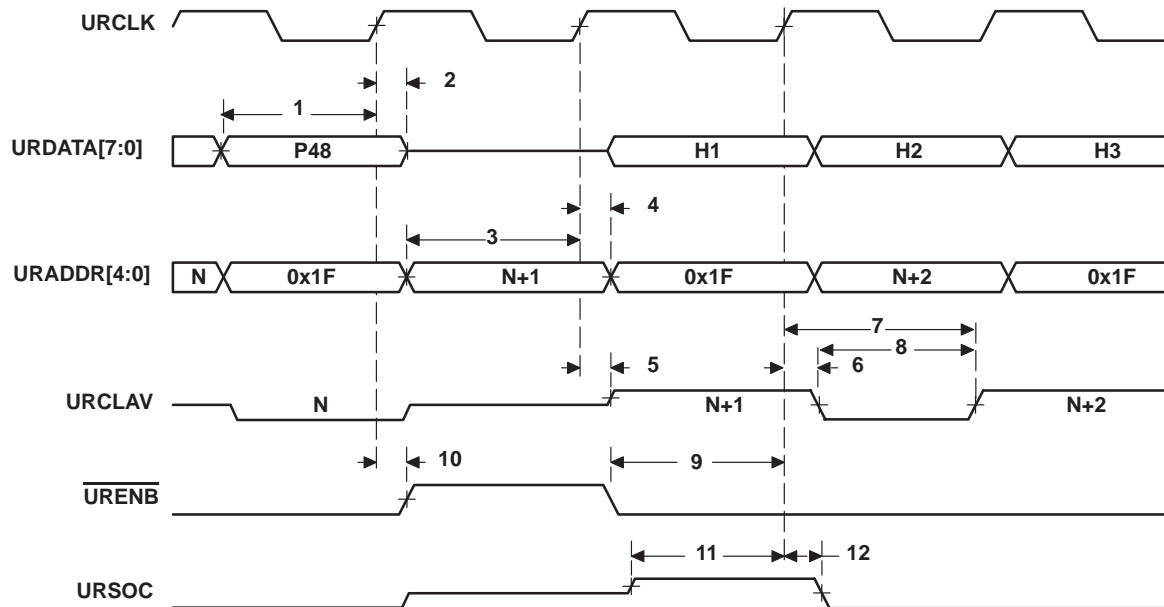 URCLK
2
1
URDATA[7:0] P48 H1 H2 H3
4
3
URADDR[4:0] N 0x1F N+1 0x1F N+2 0x1F
7
8
5 6
URCLAV N N+1 N+2
10 9
URENB
11 12
URSOC